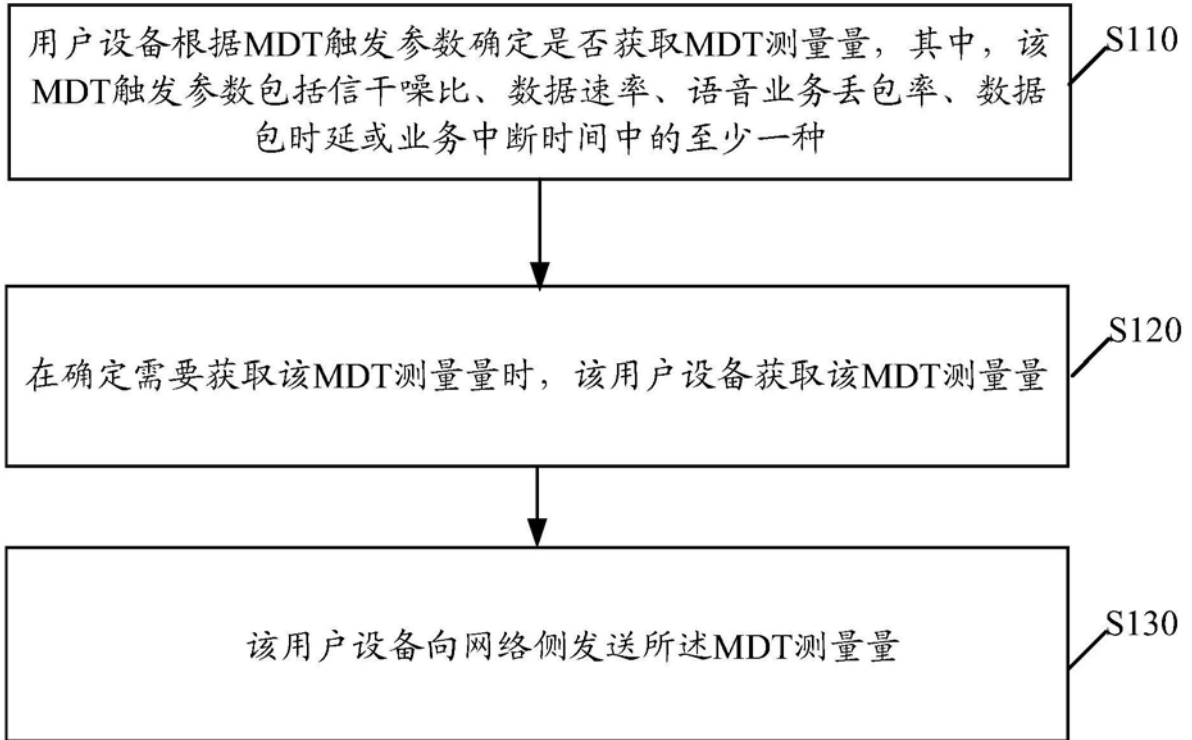 用户设备根据MDT触发参数确定是否获取MDT测量量，其中，该
MDT触发参数包括信干噪比、数据速率、语音业务丢包率、数据
包时延或业务中断时间中的至少一种
S110
在确定需要获取该MDT测量量时，该用户设备获取该MDT测量量
S120
该用户设备向网络侧发送所述MDT测量量
S130